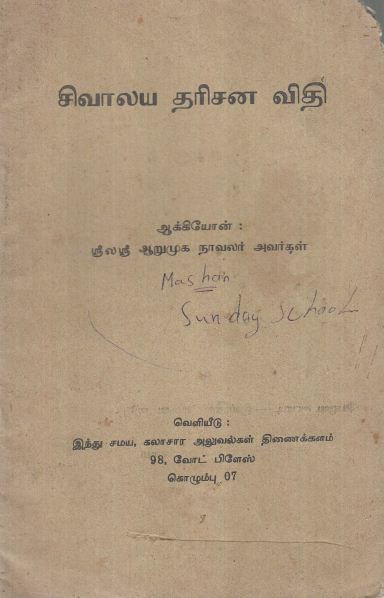 சிவாலய தரிசன விதி
ஆக்கியோன் :
ஸ்ரீலஸ்ரீ ஆறுமுக நாவலர் அவர்கள்
Mashan
Sunday School
வெளியீடு :
இந்து சமய, கலாசார அலுவல்கள் திணைக்களம்
98, வோட் பிளேஸ்
கொழும்பு 07